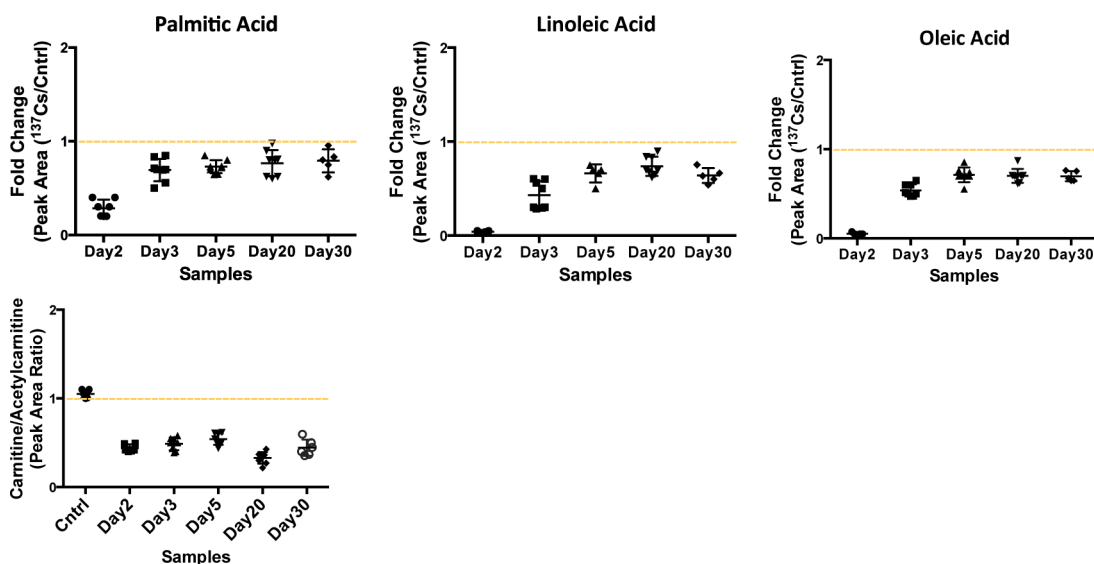 Palmitic Acid
Fold Change
(Peak Area (¹³⁷Cs/Cntrl)
2
1
0
Day2 Day3 Day5 Day20 Day30
Samples
Linoleic Acid
Fold Change
(Peak Area (¹³⁷Cs/Cntrl)
2
1
0
Day2 Day3 Day5 Day20 Day30
Samples
Oleic Acid
Fold Change
(Peak Area (¹³⁷Cs/Cntrl)
2
1
0
Day2 Day3 Day5 Day20 Day30
Samples
Carnitine/Acetylcarnitine
(Peak Area Ratio)
2
1
0
Cntrl Day2 Day3 Day5 Day20 Day30
Samples